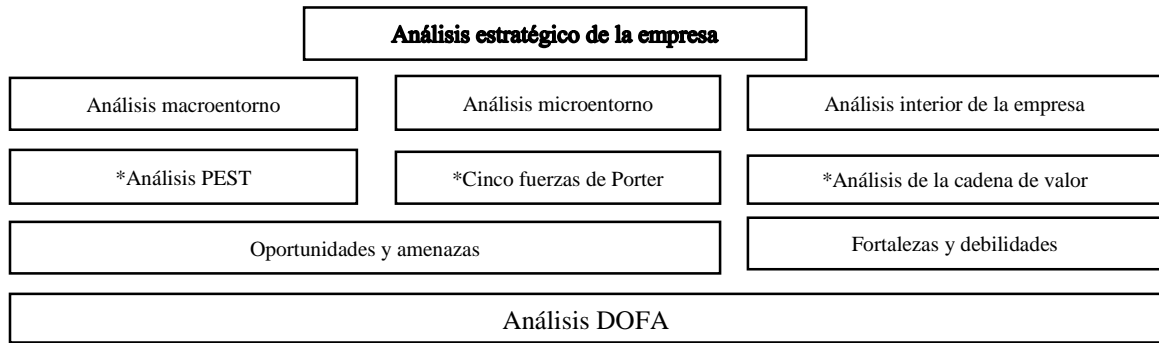 Análisis estratégico de la empresa
Análisis macroentorno
Análisis microentorno
Análisis interior de la empresa
*Análisis PEST
*Cinco fuerzas de Porter
*Análisis de la cadena de valor
Oportunidades y amenazas
Fortalezas y debilidades
Análisis DOFA